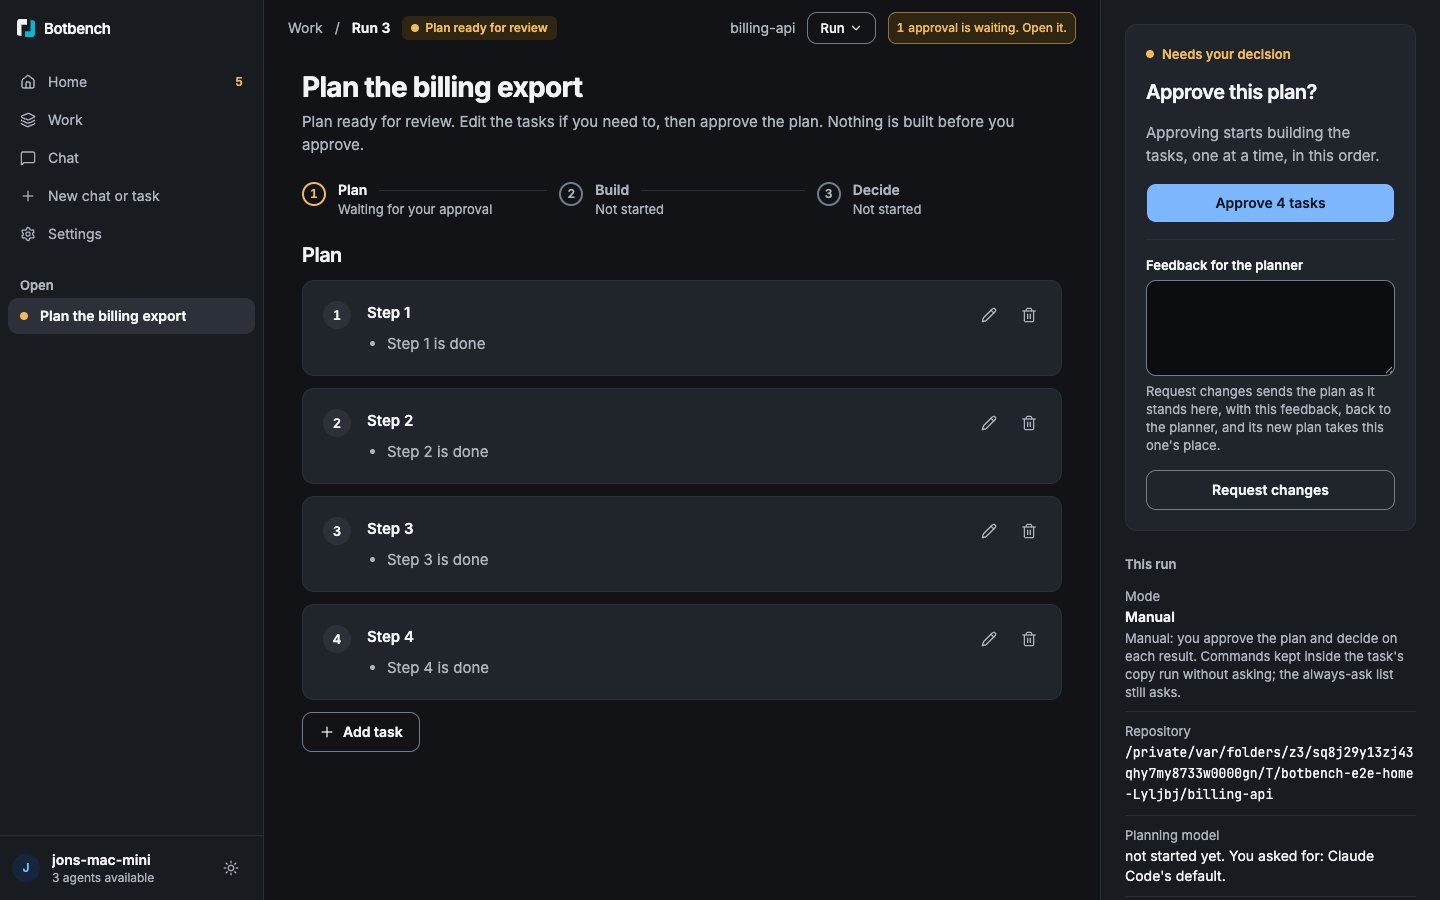 Botbench
Home 5
Work
Chat
New chat or task
Settings
Open
Plan the billing export
jons-mac-mini
3 agents available
J
Work / Run 3 Plan ready for review billing-api Run 1 approval is waiting. Open it.
Plan the billing export
Plan ready for review. Edit the tasks if you need to, then approve the plan. Nothing is built before you
approve.
1 Plan
Waiting for your approval
2 Build
Not started
3 Decide
Not started
Plan
1 Step 1
• Step 1 is done
2 Step 2
• Step 2 is done
3 Step 3
• Step 3 is done
4 Step 4
• Step 4 is done
Add task
Needs your decision
Approve this plan?
Approving starts building the
tasks, one at a time, in this order.
Approve 4 tasks
Feedback for the planner
Request changes sends the plan as it
stands here, with this feedback, back to
the planner, and its new plan takes this
one's place.
Request changes
This run
Mode
Manual
Manual: you approve the plan and decide on
each result. Commands kept inside the task's
copy run without asking; the always-ask list
still asks.
Repository
/private/var/folders/z3/sq8j29y13zj43
qhy7my8733w0000gn/T/botbench-e2e-home
-Lyljbj/billing-api
Planning model
not started yet. You asked for: Claude
Code's default.